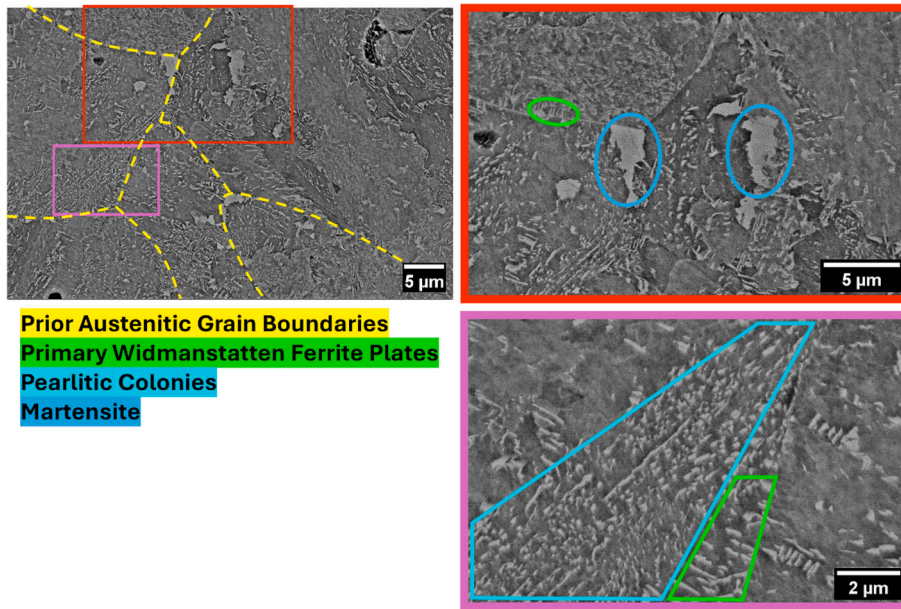 5 µm
5 µm
Prior Austenitic Grain Boundaries
Primary Widmanstatten Ferrite Plates
Pearlitic Colonies
Martensite
2 µm